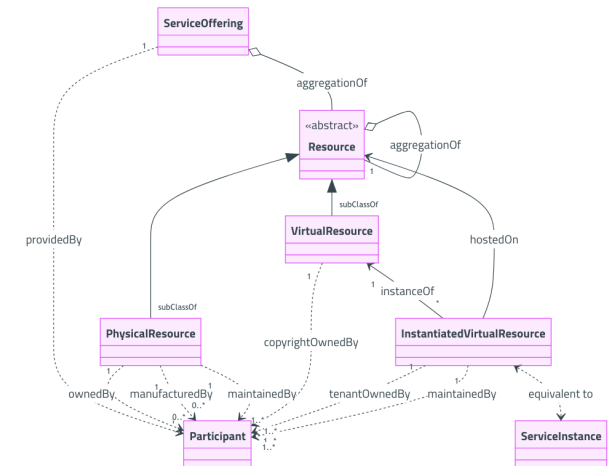 ServiceOffering
1
aggregationOf
«abstract»
Resource
aggregationOf
1
subClassOf
VirtualResource
providedBy
hostedOn
1
1
instanceOf
*
subClassOf
PhysicalResource
copyrightOwnedBy
InstantiatedVirtualResource
1
1
1
1
1
ownedBy
manufacturedBy
maintainedBy
tenantOwnedBy
maintainedBy
equivalent to
0..*
0..*
1..*
1..*
1..*
Participant
ServiceInstance